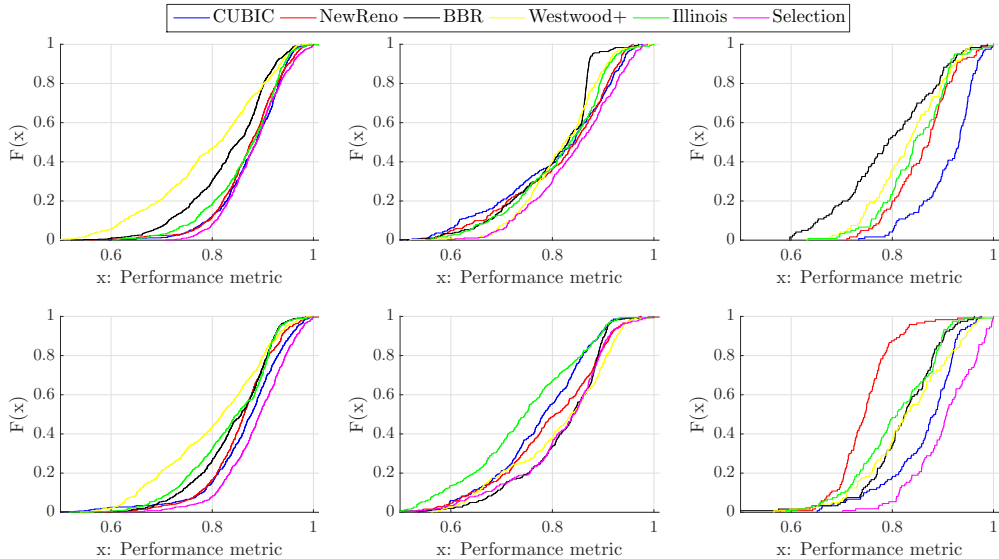 CUBIC NewReno BBR Westwood+ Illinois Selection
1 1 1
0.8 0.8 0.8
0.6 0.6 0.6
0.4 0.4 0.4
0.2 0.2 0.2
0 0 0
F(x) F(x) F(x)
0.6 0.8 1 0.6 0.8 1 0.6 0.8 1
x: Performance metric x: Performance metric x: Performance metric
1 1 1
0.8 0.8 0.8
0.6 0.6 0.6
0.4 0.4 0.4
0.2 0.2 0.2
0 0 0
F(x) F(x) F(x)
0.6 0.8 1 0.6 0.8 1 0.6 0.8 1
x: Performance metric x: Performance metric x: Performance metric